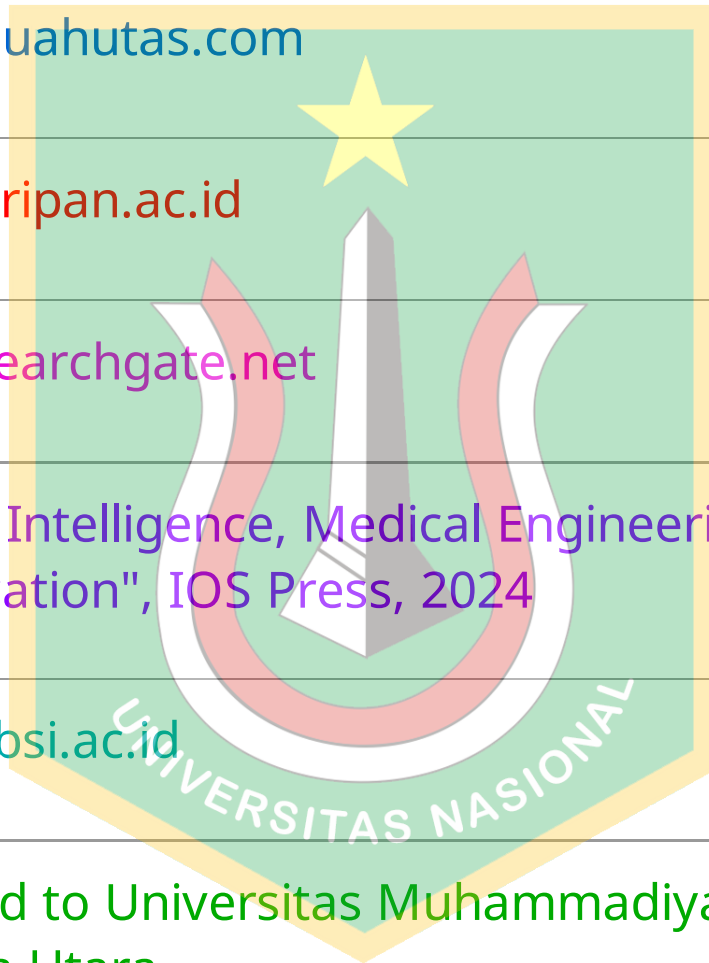 uahutas.com
ripan.ac.id
earchgate.net
Intelligence, Medical Engineeri
ation", IOS Press, 2024
bsi.ac.id
UNIVERSITAS NASIONAL
d to Universitas Muhammadiya
Utara